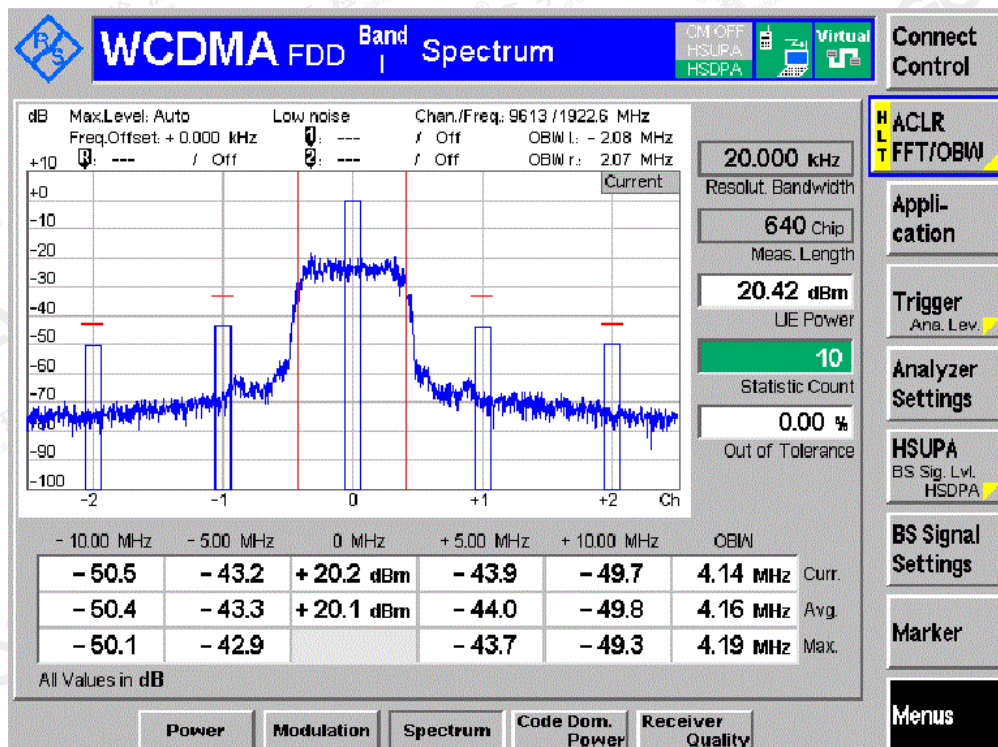 R S
WCDMA FDD Band I Spectrum
CM:OFF
HSUPA
HSDPA
Virtual
Connect Control
dB Max.Level: Auto Low noise Chan./Freq.: 9613 / 1922.6 MHz
Freq.Offset: + 0.000 kHz 1: --- / Off OBW l.: - 2.08 MHz
R: --- / Off 2: --- / Off OBW r.: 2.07 MHz
Current
+10
+0
-10
-20
-30
-40
-50
-60
-70
-80
-90
-100
-2 -1 0 +1 +2 Ch
20.000 kHz
Resolut. Bandwidth
640 Chip
Meas. Length
20.42 dBm
UE Power
10
Statistic Count
0.00 %
Out of Tolerance
- 10.00 MHz - 5.00 MHz 0 MHz + 5.00 MHz + 10.00 MHz OBW
- 50.5 - 43.2 + 20.2 dBm - 43.9 - 49.7 4.14 MHz Curr.
- 50.4 - 43.3 + 20.1 dBm - 44.0 - 49.8 4.16 MHz Avg.
- 50.1 - 42.9 - 43.7 - 49.3 4.19 MHz Max.
All Values in dB
HLT
ACLR
FFT/OBW
Appli-
cation
Trigger
Ana. Lev.
Analyzer
Settings
HSUPA
BS Sig. Lvl.
HSDPA
BS Signal
Settings
Marker
Menus
Power Modulation Spectrum Code Dom. Power Receiver Quality